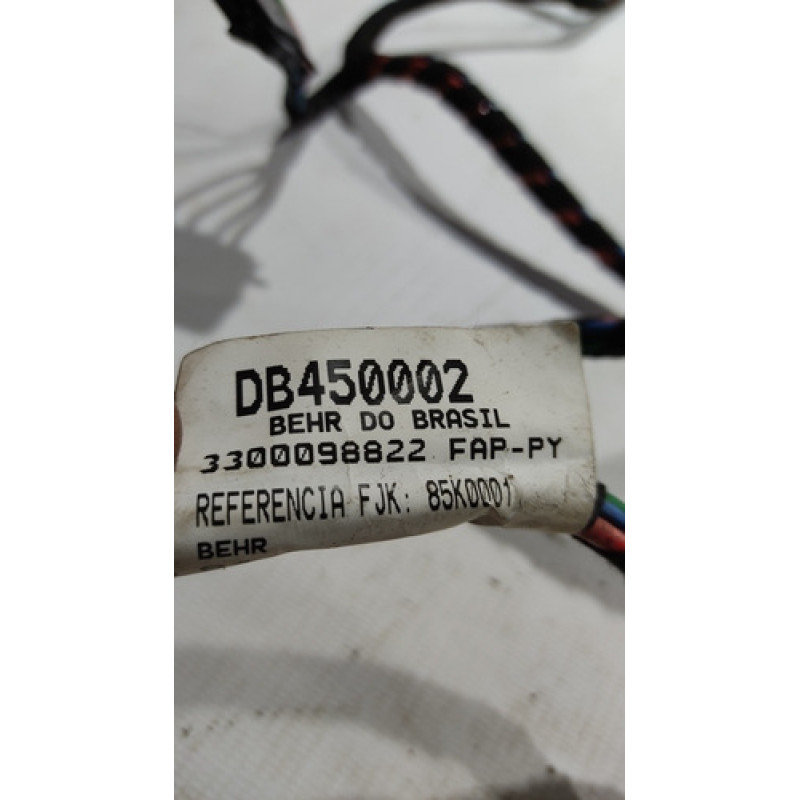 DB450002
BEHR DO BRASIL
3300098822 FAP-PY
REFERENCIA FJK: 85K0001
BEHR